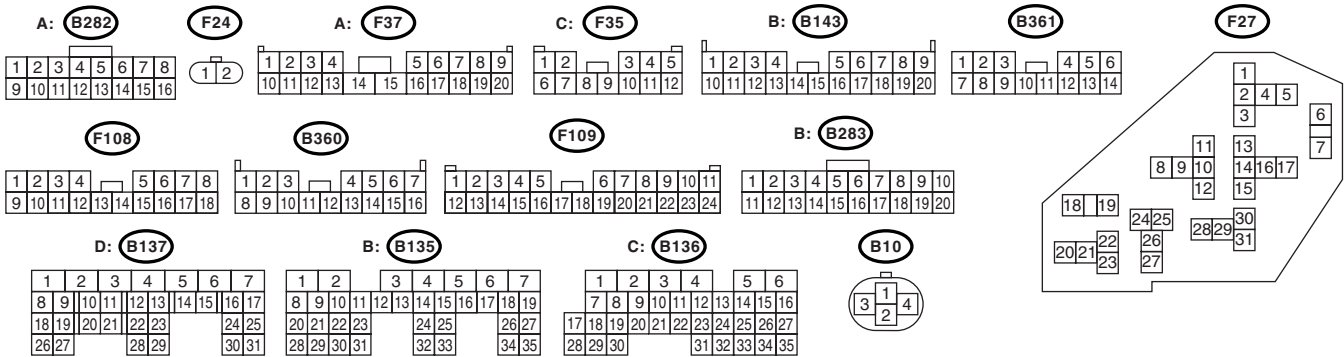 A: B282 F24 A: F37 C: F35 B: B143 B361 F27
1 2 3 4 5 6 7 8
9 10 11 12 13 14 15 16
1 2
1 2 3 4 5 6 7 8 9
10 11 12 13 14 15 16 17 18 19 20
1 2 3 4 5
6 7 8 9 10 11 12
1 2 3 4 5 6 7 8 9
10 11 12 13 14 15 16 17 18 19 20
1 2 3 4 5 6
7 8 9 10 11 12 13 14
1
2 4 5
3
6
7
11 13
8 9 10 14 16 17
12 15
18 19
24 25
28 29 30
31
20 21 22
23
26
27
F108 B360 F109 B: B283
1 2 3 4 5 6 7 8
9 10 11 12 13 14 15 16 17 18
1 2 3 4 5 6 7
8 9 10 11 12 13 14 15 16
1 2 3 4 5 6 7 8 9 10 11
12 13 14 15 16 17 18 19 20 21 22 23 24
1 2 3 4 5 6 7 8 9 10
11 12 13 14 15 16 17 18 19 20
D: B137 B: B135 C: B136 B10
1 2 3 4 5 6 7
8 9 10 11 12 13 14 15 16 17
18 19 20 21 22 23 24 25
26 27 28 29 30 31
1 2 3 4 5 6 7
8 9 10 11 12 13 14 15 16 17 18 19
20 21 22 23 24 25 26 27
28 29 30 31 32 33 34 35
1 2 3 4 5 6
7 8 9 10 11 12 13 14 15 16
17 18 19 20 21 22 23 24 25 26 27
28 29 30 31 32 33 34 35
1
3 4
2